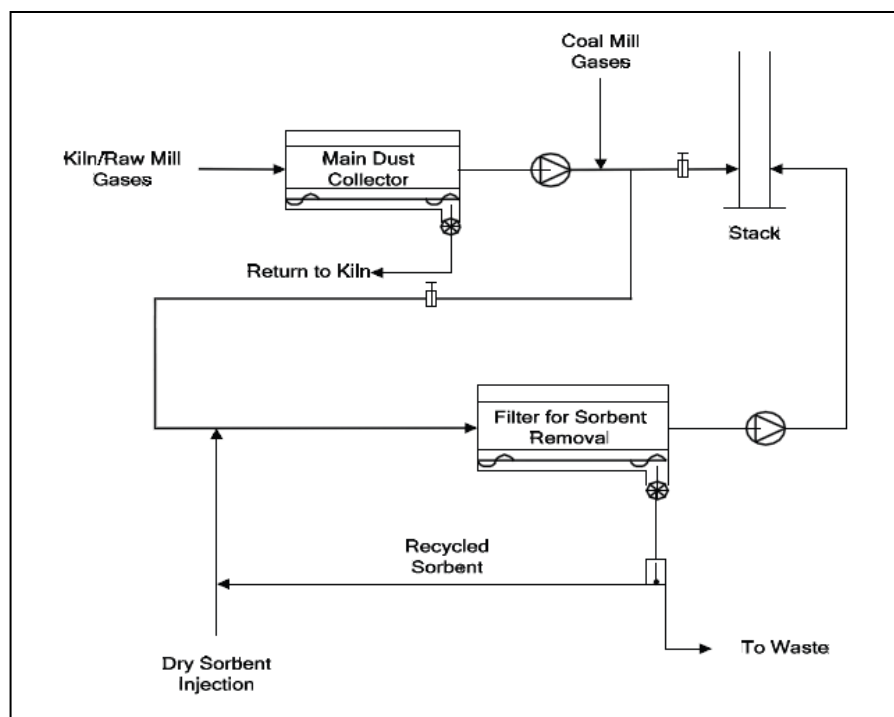 Coal Mill
Gases
Kiln/Raw Mill
Gases
Main Dust
Collector
Stack
Return to Kiln
Filter for Sorbent
Removal
Recycled
Sorbent
To Waste
Dry Sorbent
Injection